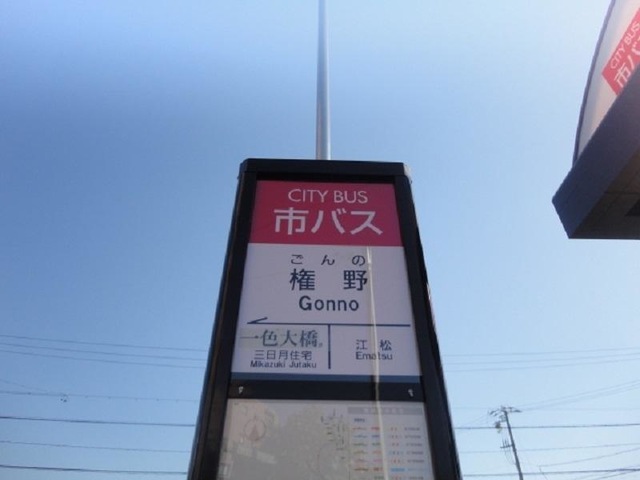 CITY BUS
市バス
ごんの
権野
Gonno
一色大橋
三日月住宅
Mikazuki Jutaku
江松
Ematsu
CITY BUS
市バ